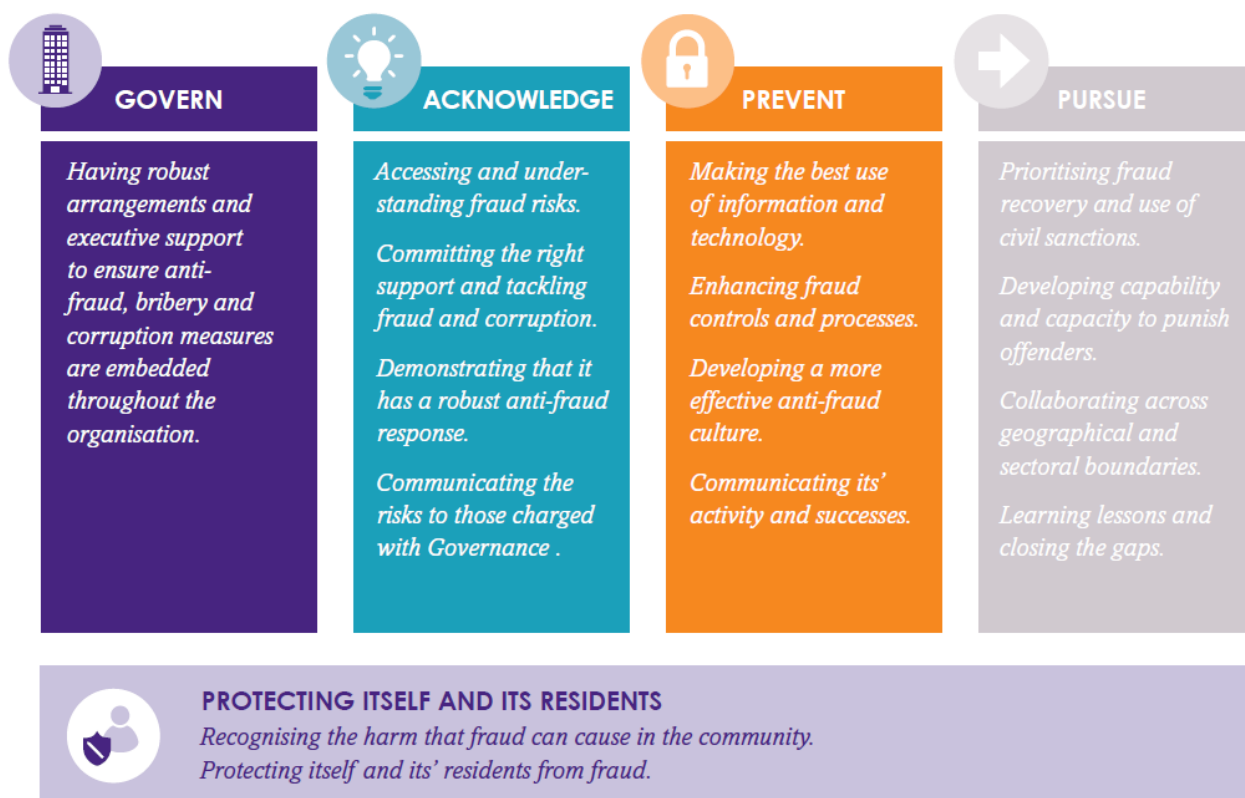 GOVERN
Having robust
arrangements and
executive support
to ensure anti-
fraud, bribery and
corruption measures
are embedded
throughout the
organisation.
ACKNOWLEDGE
Accessing and under-
standing fraud risks.
Committing the right
support and tackling
fraud and corruption.
Demonstrating that it
has a robust anti-fraud
response.
Communicating the
risks to those charged
with Governance .
PREVENT
Making the best use
of information and
technology.
Enhancing fraud
controls and processes.
Developing a more
effective anti-fraud
culture.
Communicating its’
activity and successes.
PURSUE
Prioritising fraud
recovery and use of
civil sanctions.
Developing capability
and capacity to punish
offenders.
Collaborating across
geographical and
sectoral boundaries.
Learning lessons and
closing the gaps.
PROTECTING ITSELF AND ITS RESIDENTS
Recognising the harm that fraud can cause in the community.
Protecting itself and its’ residents from fraud.